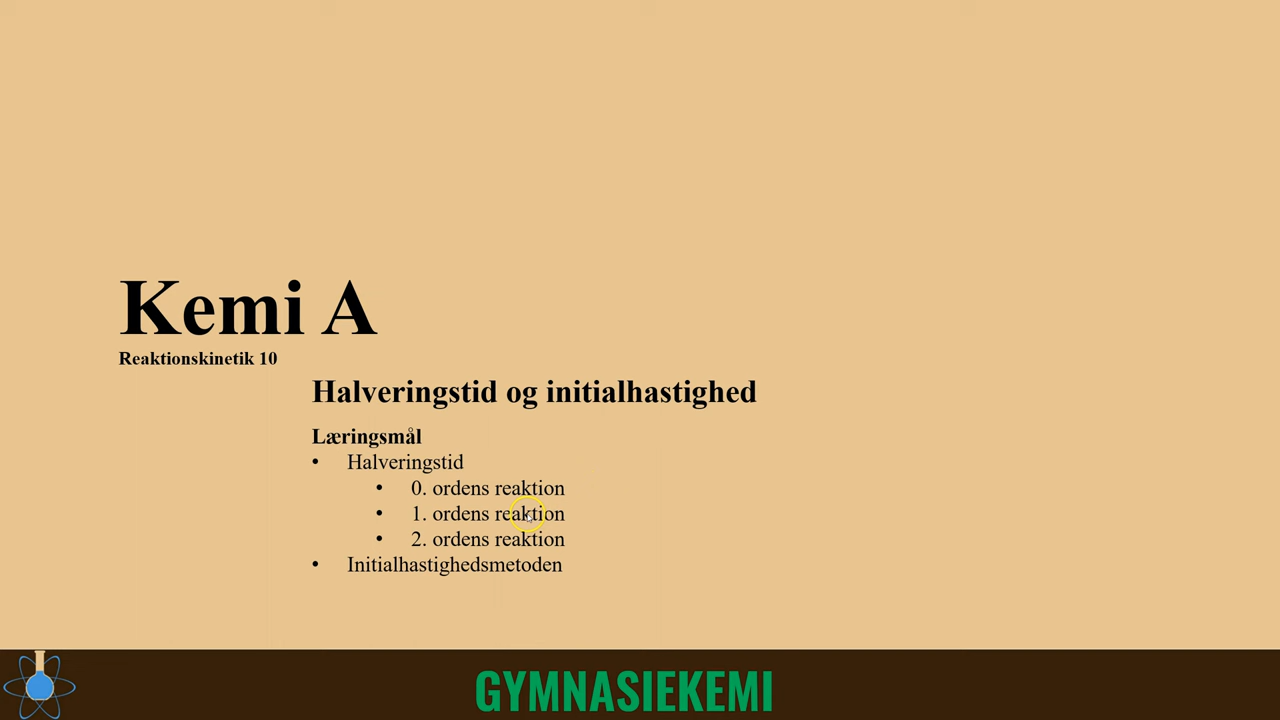 Kemi A
Reaktionskinetik 10
Halveringstid og initialhastighed
Læringsmål
• Halveringstid
• 0. ordens reaktion
• 1. ordens reaktion
• 2. ordens reaktion
• Initialhastighedsmetoden
GYMNASIEKEMI